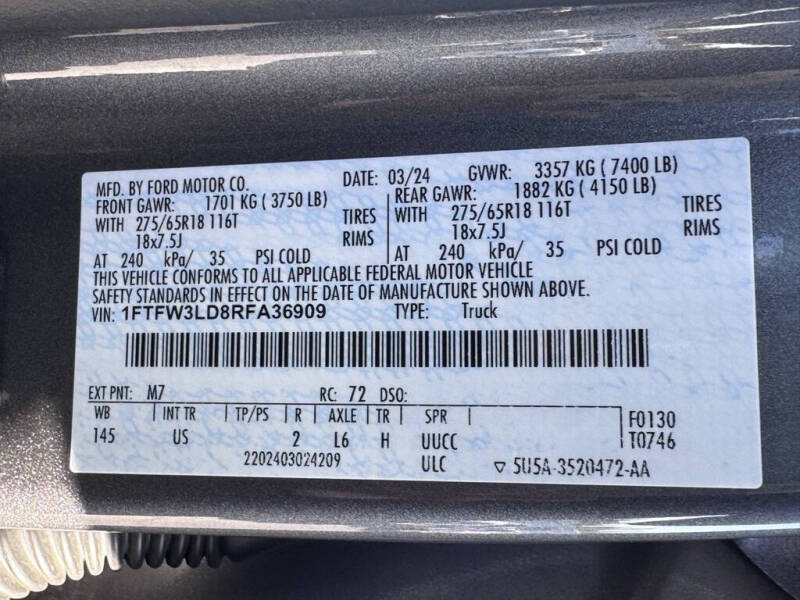 MFD. BY FORD MOTOR CO. DATE: 03/24 GVWR: 3357 KG ( 7400 LB)
FRONT GAWR: 1701 KG ( 3750 LB) REAR GAWR: 1882 KG ( 4150 LB)
WITH 275/65R18 116T TIRES WITH 275/65R18 116T TIRES
18x7.5J RIMS 18x7.5J RIMS
AT 240 kPa/ 35 PSI COLD AT 240 kPa/ 35 PSI COLD
THIS VEHICLE CONFORMS TO ALL APPLICABLE FEDERAL MOTOR VEHICLE
SAFETY STANDARDS IN EFFECT ON THE DATE OF MANUFACTURE SHOWN ABOVE.
VIN: 1FTFW3LD8RFA36909 TYPE: Truck
EXT PNT: M7 RC: 72 DSO:
WB INT TR TP/PS R AXLE TR SPR F0130
145 US 2 L6 H UUCC T0746
2202403024209 ULC ▽ 5U5A-3520472-AA